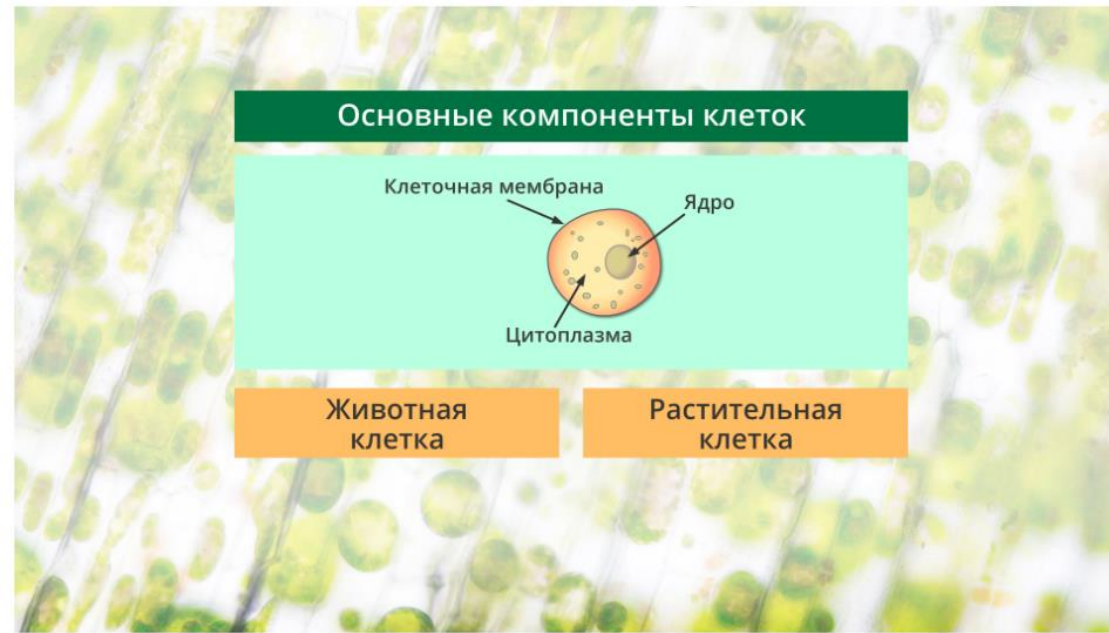 Основные компоненты клеток
Клеточная мембрана
Ядро
Цитоплазма
Животная
клетка
Растительная
клетка